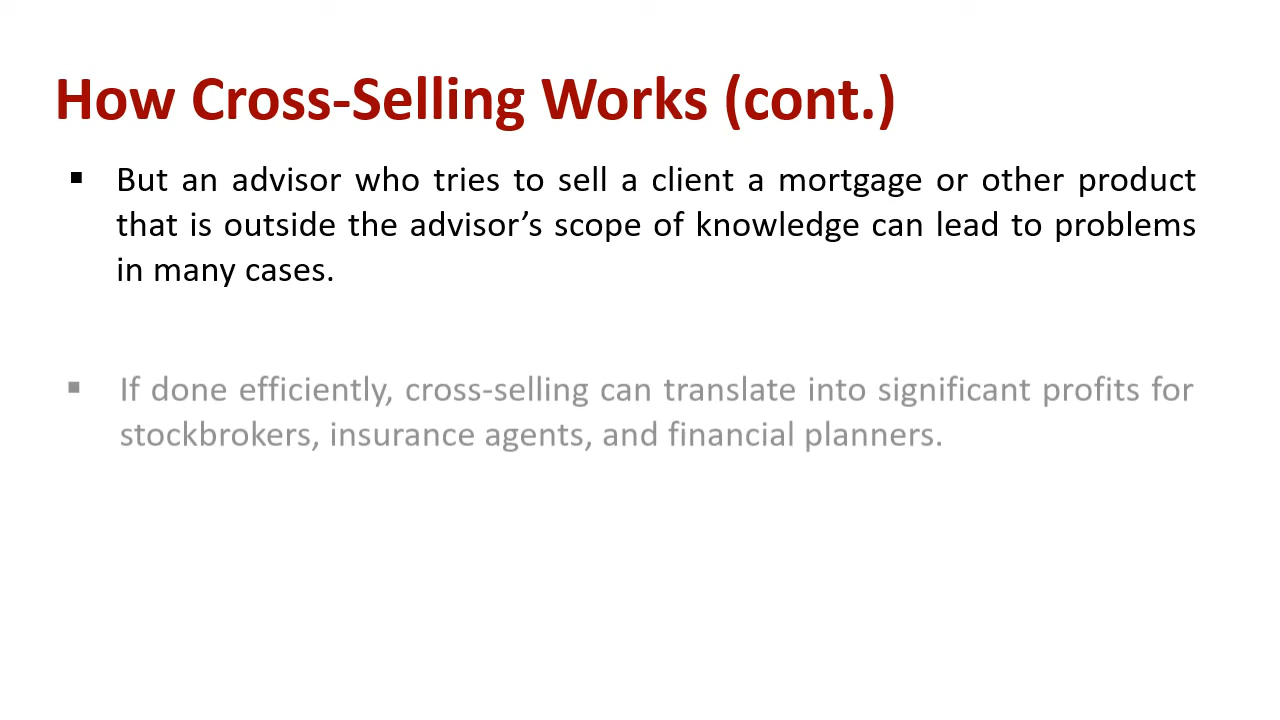 How Cross-Selling Works (cont.)
▪ But an advisor who tries to sell a client a mortgage or other product
that is outside the advisor’s scope of knowledge can lead to problems
in many cases.
▪ If done efficiently, cross-selling can translate into significant profits for
stockbrokers, insurance agents, and financial planners.